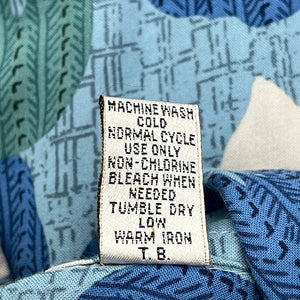 MACHINE WASH
COLD
NORMAL CYCLE
USE ONLY
NON-CHLORINE
BLEACH WHEN
NEEDED
TUMBLE DRY
LOW
WARM IRON
T. B.